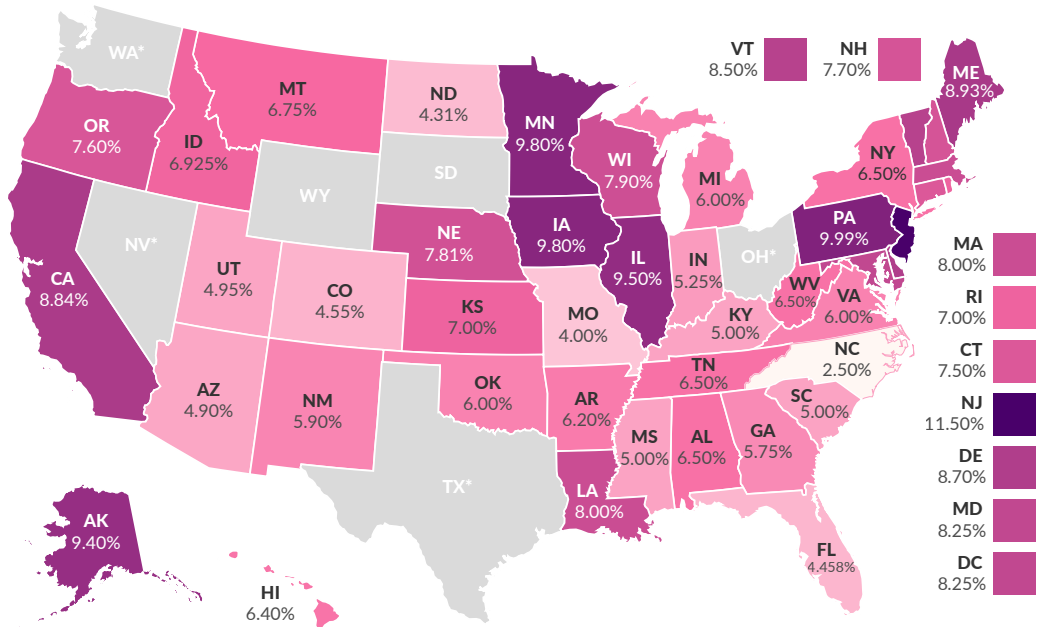 WA*
MT
6.75%
ND
4.31%
MN
9.80%
VT
8.50%
NH
7.70%
ME
8.93%
OR
7.60%
ID
6.925%
WY
SD
WI
7.90%
MI
6.00%
NY
6.50%
NV*
UT
4.95%
CO
4.55%
NE
7.81%
IA
9.80%
IL
9.50%
IN
5.25%
OH*
PA
9.99%
CA
8.84%
KS
7.00%
MO
4.00%
KY
5.00%
WV
6.50%
VA
6.00%
MA
8.00%
RI
7.00%
CT
7.50%
NJ
11.50%
DE
8.70%
MD
8.25%
DC
8.25%
AZ
4.90%
NM
5.90%
OK
6.00%
AR
6.20%
TN
6.50%
NC
2.50%
SC
5.00%
TX*
LA
8.00%
MS
5.00%
AL
6.50%
GA
5.75%
FL
4.458%
AK
9.40%
HI
6.40%